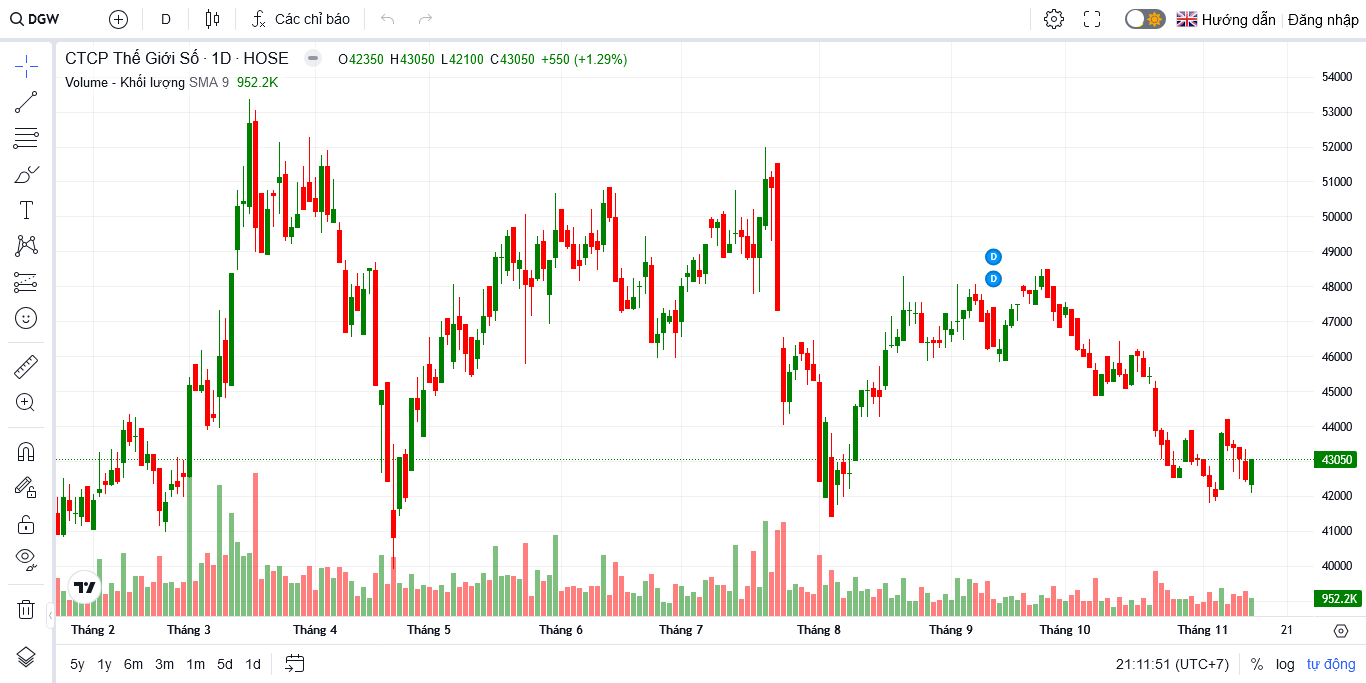 DGW D Các chỉ báo Hướng dẫn Đăng nhập
CTCP Thế Giới Số · 1D · HOSE O42350 H43050 L42100 C43050 +550 (+1.29%)
Volume - Khối lượng SMA 9 952.2K
54000
53000
52000
51000
50000
49000
D
D
48000
47000
46000
45000
44000
43050
42000
41000
40000
952.2K
Tháng 2 Tháng 3 Tháng 4 Tháng 5 Tháng 6 Tháng 7 Tháng 8 Tháng 9 Tháng 10 Tháng 11 21
5y 1y 6m 3m 1m 5d 1d 21:11:51 (UTC+7) % log tự động